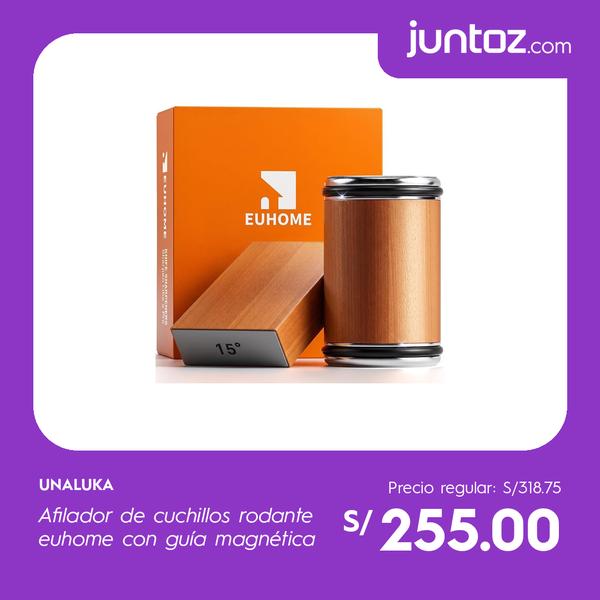 juntoz.com
EUHOME
EUHOME
15°
UNALUKA
Afilador de cuchillos rodante
euhome con guía magnética
Precio regular: S/318.75
S/ 255.00